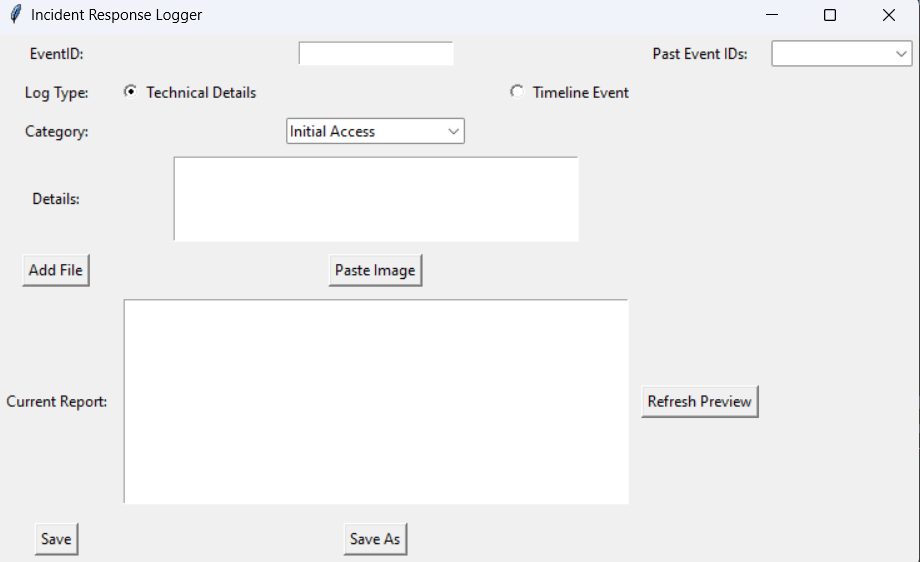 Incident Response Logger
EventID: Past Event IDs:
Log Type: Technical Details Timeline Event
Category: Initial Access
Details:
Add File Paste Image
Current Report: Refresh Preview
Save Save As